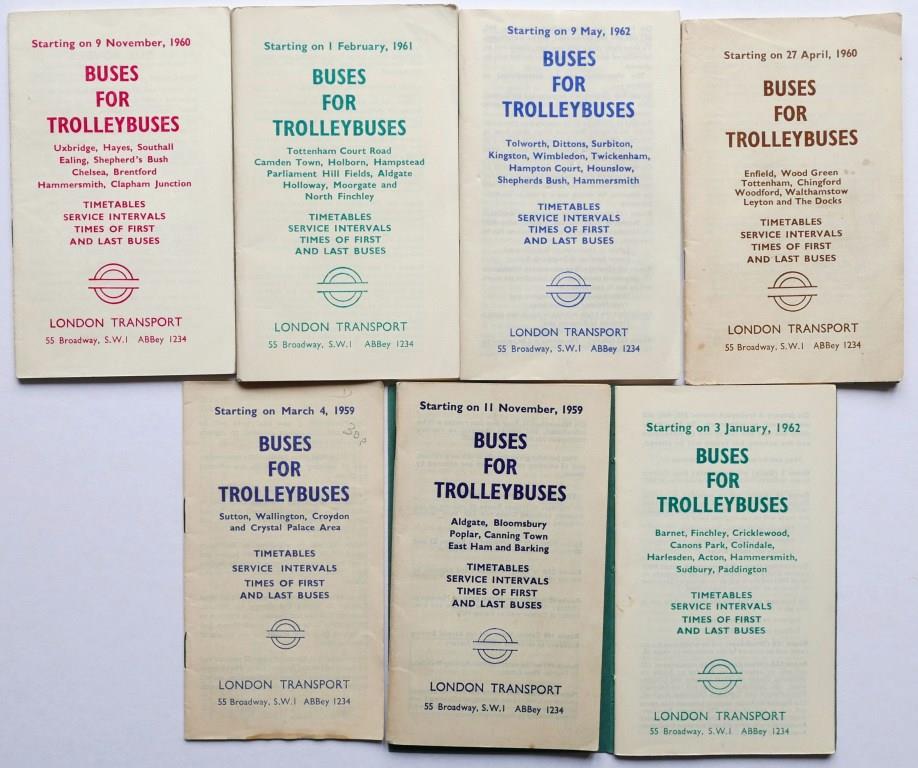 Starting on 9 November, 1960
BUSES
FOR
TROLLEYBUSES
Uxbridge, Hayes, Southall
Ealing, Shepherd's Bush
Chelsea, Brentford
Hammersmith, Clapham Junction
TIMETABLES
SERVICE INTERVALS
TIMES OF FIRST
AND LAST BUSES
LONDON TRANSPORT
55 Broadway, S.W.1 ABBey 1234
Starting on 1 February, 1961
BUSES
FOR
TROLLEYBUSES
Tottenham Court Road
Camden Town, Holborn, Hampstead
Parliament Hill Fields, Aldgate
Holloway, Moorgate and
North Finchley
TIMETABLES
SERVICE INTERVALS
TIMES OF FIRST
AND LAST BUSES
LONDON TRANSPORT
55 Broadway, S.W.1 ABBey 1234
Starting on 9 May, 1962
BUSES
FOR
TROLLEYBUSES
Tolworth, Dittons, Surbiton,
Kingston, Wimbledon, Twickenham,
Hampton Court, Hounslow,
Shepherds Bush, Hammersmith
TIMETABLES
SERVICE INTERVALS
TIMES OF FIRST
AND LAST BUSES
LONDON TRANSPORT
55 Broadway, S.W.1 ABBey 1234
Starting on 27 April, 1960
BUSES
FOR
TROLLEYBUSES
Enfield, Wood Green
Tottenham, Chingford
Woodford, Walthamstow
Leyton and The Docks
TIMETABLES
SERVICE INTERVALS
TIMES OF FIRST
AND LAST BUSES
LONDON TRANSPORT
55 Broadway, S.W.1 ABBey 1234
Starting on March 4, 1959
BUSES
FOR
TROLLEYBUSES
Sutton, Wallington, Croydon
and Crystal Palace Area
TIMETABLES
SERVICE INTERVALS
TIMES OF FIRST
AND LAST BUSES
LONDON TRANSPORT
55 Broadway, S.W.1 ABBey 1234
Starting on 11 November, 1959
BUSES
FOR
TROLLEYBUSES
Aldgate, Bloomsbury
Poplar, Canning Town
East Ham and Barking
TIMETABLES
SERVICE INTERVALS
TIMES OF FIRST
AND LAST BUSES
LONDON TRANSPORT
55 Broadway, S.W.1 ABBey 1234
Starting on 3 January, 1962
BUSES
FOR
TROLLEYBUSES
Barnet, Finchley, Cricklewood,
Canons Park, Colindale,
Harlesden, Acton, Hammersmith,
Sudbury, Paddington
TIMETABLES
SERVICE INTERVALS
TIMES OF FIRST
AND LAST BUSES
LONDON TRANSPORT
55 Broadway, S.W.1 ABBey 1234